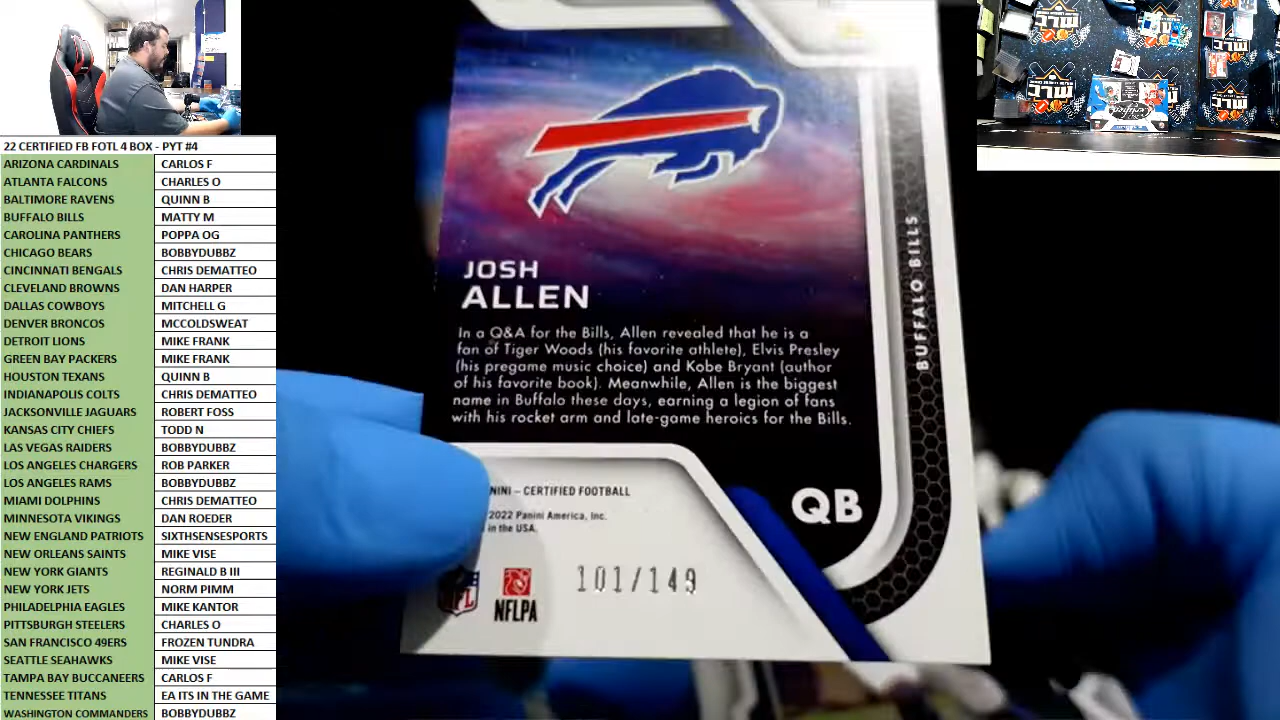 22 CERTIFIED FB FOTL 4 BOX - PYT #4
ARIZONA CARDINALS CARLOS F
ATLANTA FALCONS CHARLES O
BALTIMORE RAVENS QUINN B
BUFFALO BILLS MATTY M
CAROLINA PANTHERS POPPA OG
CHICAGO BEARS BOBBYDUBBZ
CINCINNATI BENGALS CHRIS DEMATTEO
CLEVELAND BROWNS DAN HARPER
DALLAS COWBOYS MITCHELL G
DENVER BRONCOS MCCOLDSWEAT
DETROIT LIONS MIKE FRANK
GREEN BAY PACKERS MIKE FRANK
HOUSTON TEXANS QUINN B
INDIANAPOLIS COLTS CHRIS DEMATTEO
JACKSONVILLE JAGUARS ROBERT FOSS
KANSAS CITY CHIEFS TODD N
LAS VEGAS RAIDERS BOBBYDUBBZ
LOS ANGELES CHARGERS ROB PARKER
LOS ANGELES RAMS BOBBYDUBBZ
MIAMI DOLPHINS CHRIS DEMATTEO
MINNESOTA VIKINGS DAN ROEDER
NEW ENGLAND PATRIOTS SIXTHSENSESPORTS
NEW ORLEANS SAINTS MIKE VISE
NEW YORK GIANTS REGINALD B III
NEW YORK JETS NORM PIMM
PHILADELPHIA EAGLES MIKE KANTOR
PITTSBURGH STEELERS CHARLES O
SAN FRANCISCO 49ERS FROZEN TUNDRA
SEATTLE SEAHAWKS MIKE VISE
TAMPA BAY BUCCANEERS CARLOS F
TENNESSEE TITANS EA ITS IN THE GAME
WASHINGTON COMMANDERS BOBBYDUBBZ
JOSH
ALLEN
In a Q&A for the Bills, Allen revealed that he is a
fan of Tiger Woods (his favorite athlete), Elvis Presley
(his pregame music choice) and Kobe Bryant (author
of his favorite book). Meanwhile, Allen is the biggest
name in Buffalo these days, earning a legion of fans
with his rocket arm and late-game heroics for the Bills.
BUFFALO BILLS
QB
NINI – CERTIFIED FOOTBALL
2022 Panini America, Inc.
in the USA.
101/149
NFL
NFLPA